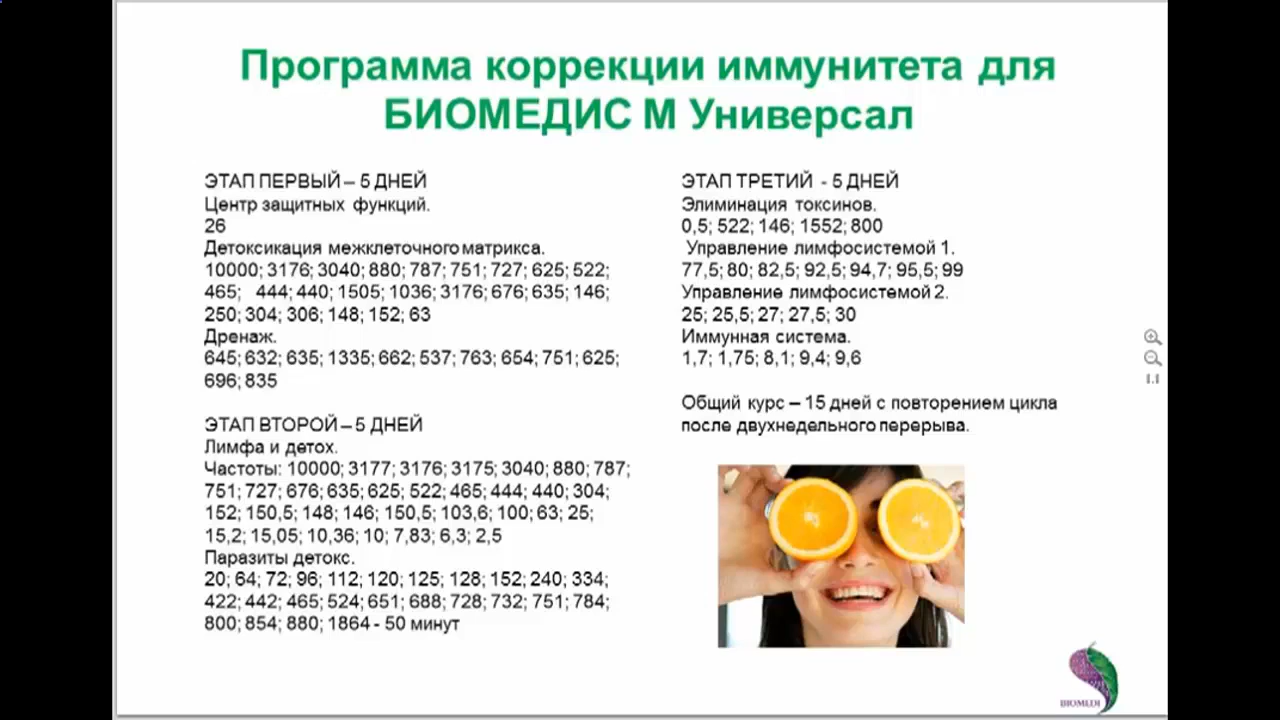 Программа коррекции иммунитета для
БИОМЕДИС М Универсал
ЭТАП ПЕРВЫЙ – 5 ДНЕЙ
Центр защитных функций.
26
Детоксикация межклеточного матрикса.
10000; 3176; 3040; 880; 787; 751; 727; 625; 522;
465; 444; 440; 1505; 1036; 3176; 676; 635; 146;
250; 304; 306; 148; 152; 63
Дренаж.
645; 632; 635; 1335; 662; 537; 763; 654; 751; 625;
696; 835
ЭТАП ВТОРОЙ – 5 ДНЕЙ
Лимфа и детох.
Частоты: 10000; 3177; 3176; 3175; 3040; 880; 787;
751; 727; 676; 635; 625; 522; 465; 444; 440; 304;
152; 150,5; 148; 146; 150,5; 103,6; 100; 63; 25;
15,2; 15,05; 10,36; 10; 7,83; 6,3; 2,5
Паразиты детокс.
20; 64; 72; 96; 112; 120; 125; 128; 152; 240; 334;
422; 442; 465; 524; 651; 688; 728; 732; 751; 784;
800; 854; 880; 1864 - 50 минут
ЭТАП ТРЕТИЙ - 5 ДНЕЙ
Элиминация токсинов.
0,5; 522; 146; 1552; 800
Управление лимфосистемой 1.
77,5; 80; 82,5; 92,5; 94,7; 95,5; 99
Управление лимфосистемой 2.
25; 25,5; 27; 27,5; 30
Иммунная система.
1,7; 1,75; 8,1; 9,4; 9,6
Общий курс – 15 дней с повторением цикла
после двухнедельного перерыва.
1:1